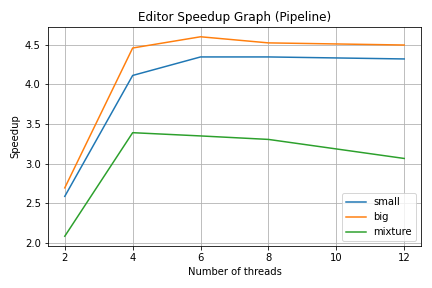 Editor Speedup Graph (Pipeline)
Speedup
4.5
4.0
3.5
3.0
2.5
2.0
2 4 6 8 10 12
Number of threads
small
big
mixture